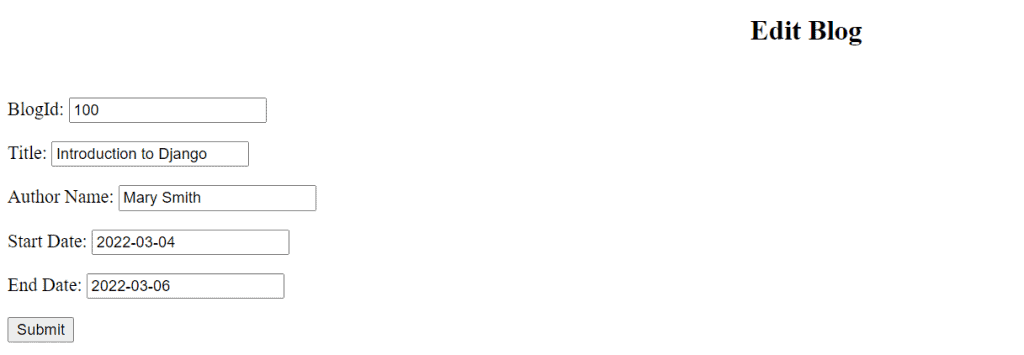 Edit Blog
BlogId: 100
Title: Introduction to Django
Author Name: Mary Smith
Start Date: 2022-03-04
End Date: 2022-03-06
Submit